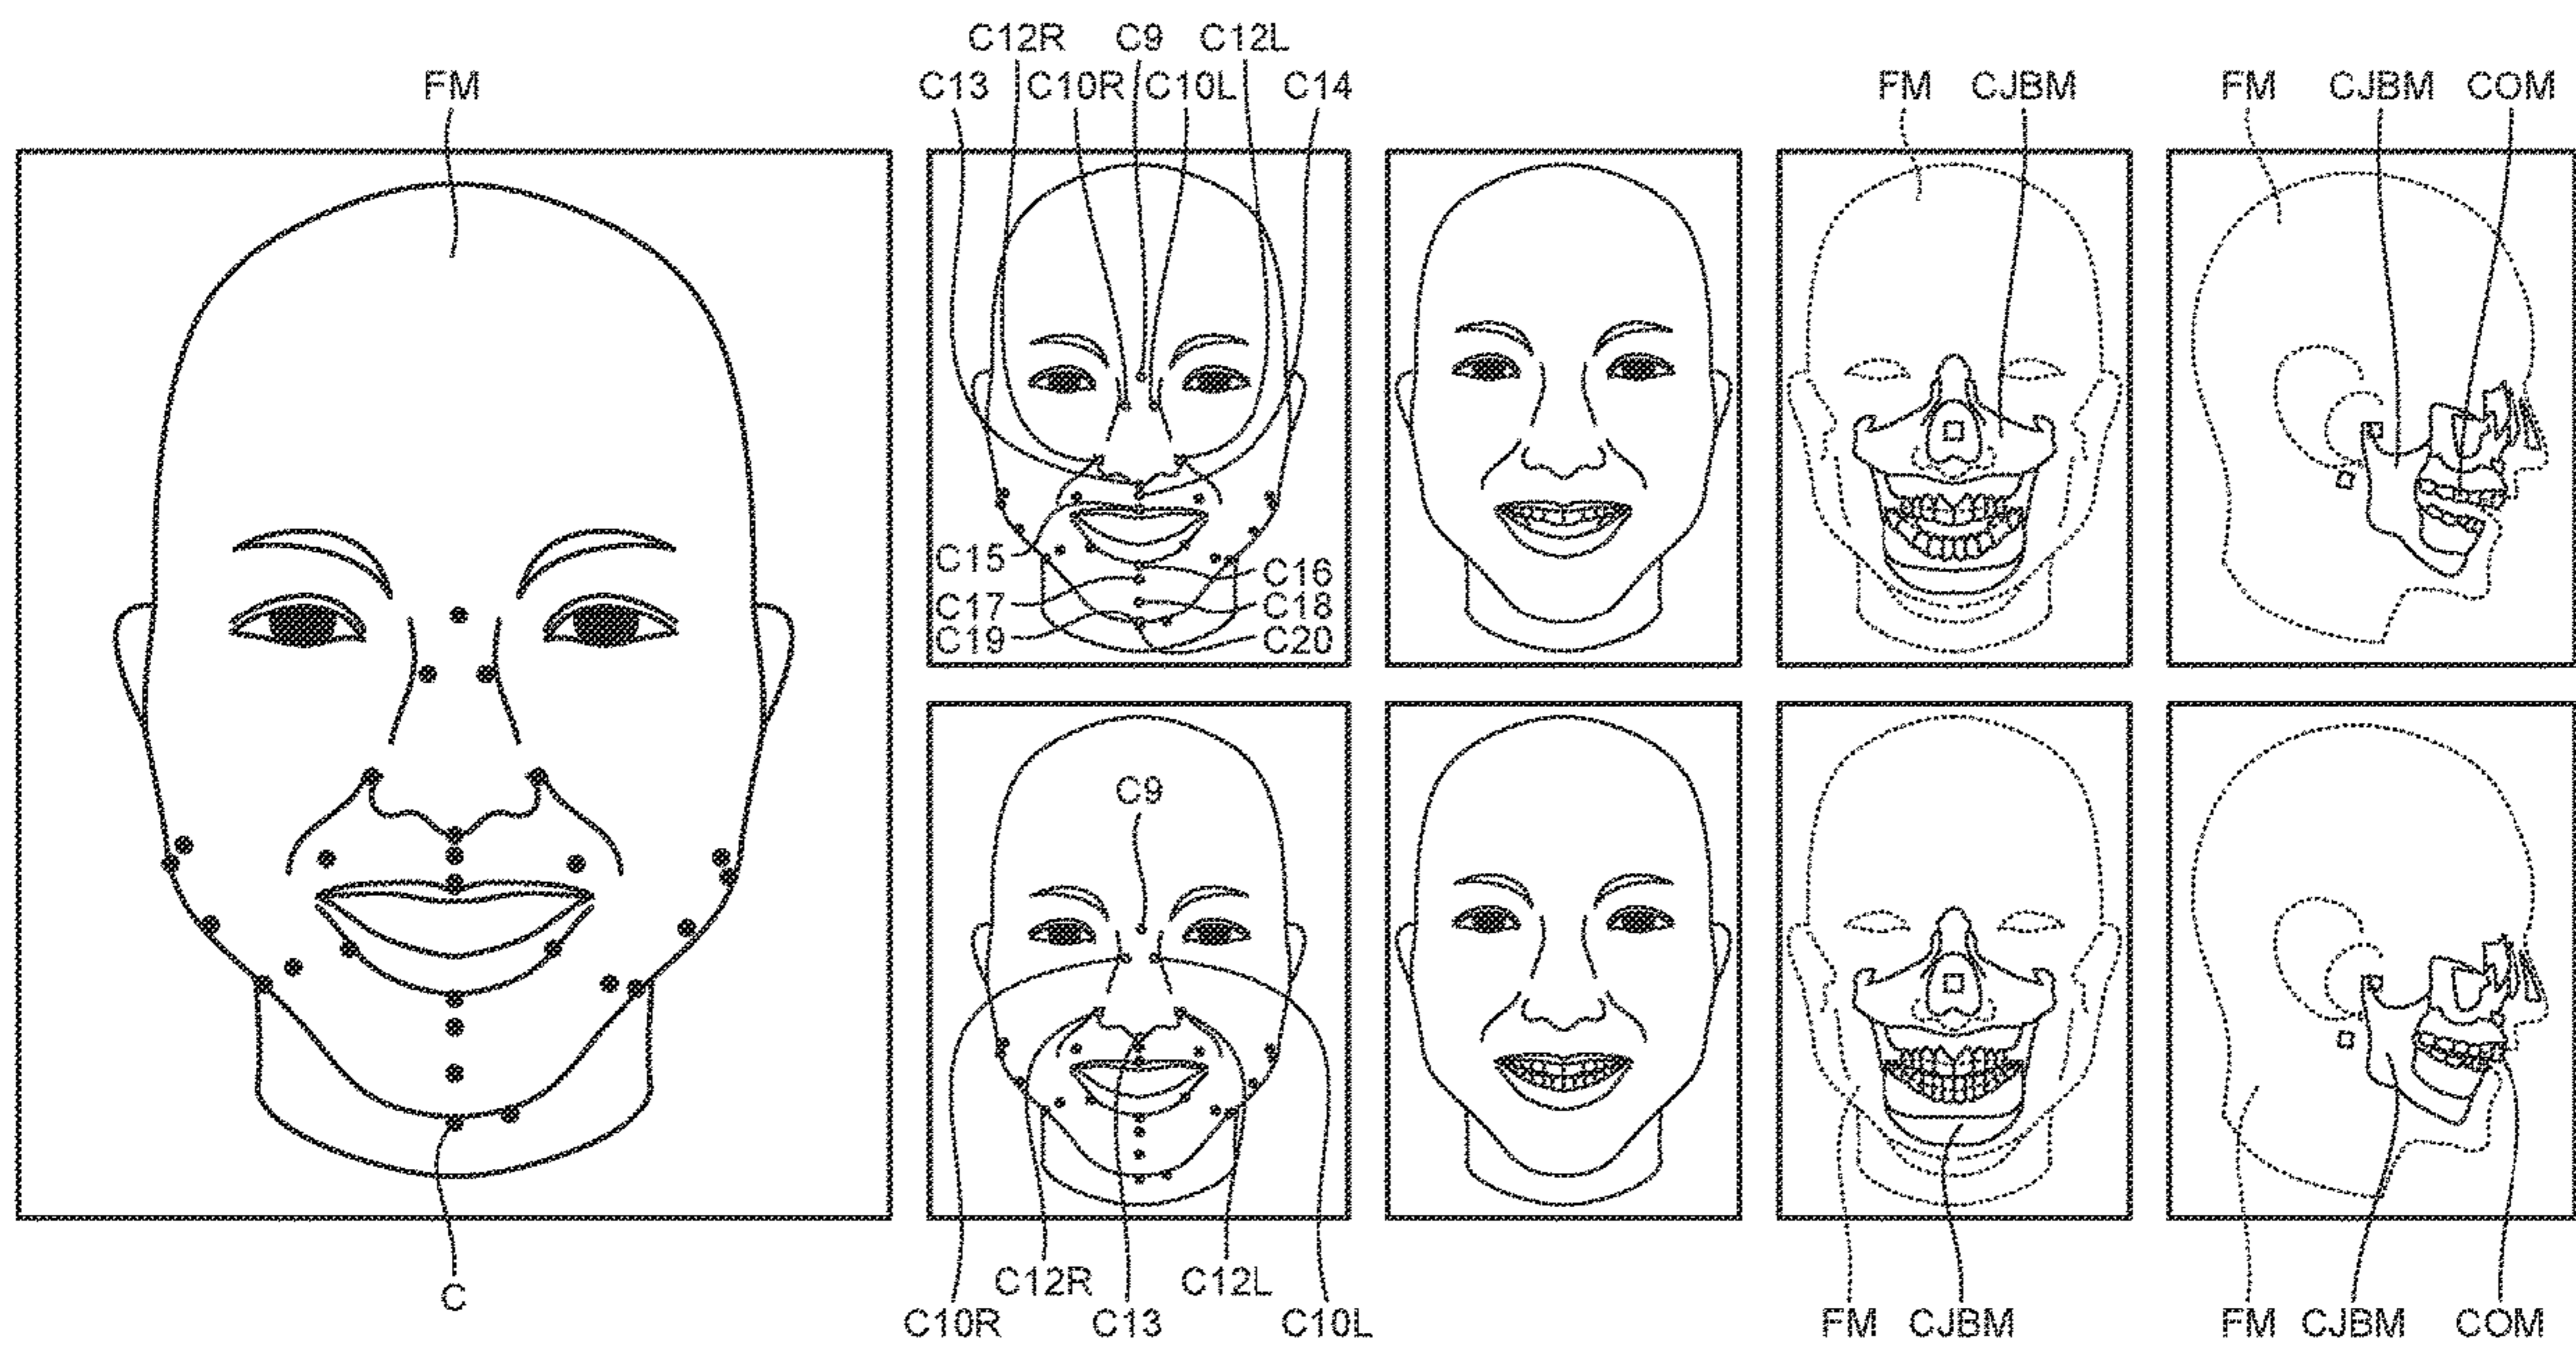 C12R C9 C12L
FM C13 C10R C10L C14 FM CJBM FM CJBM COM
C15 C16
C17 C18
C19 C20
C9
C12R C12L
C
C10R C13 C10L FM CJBM FM CJBM COM